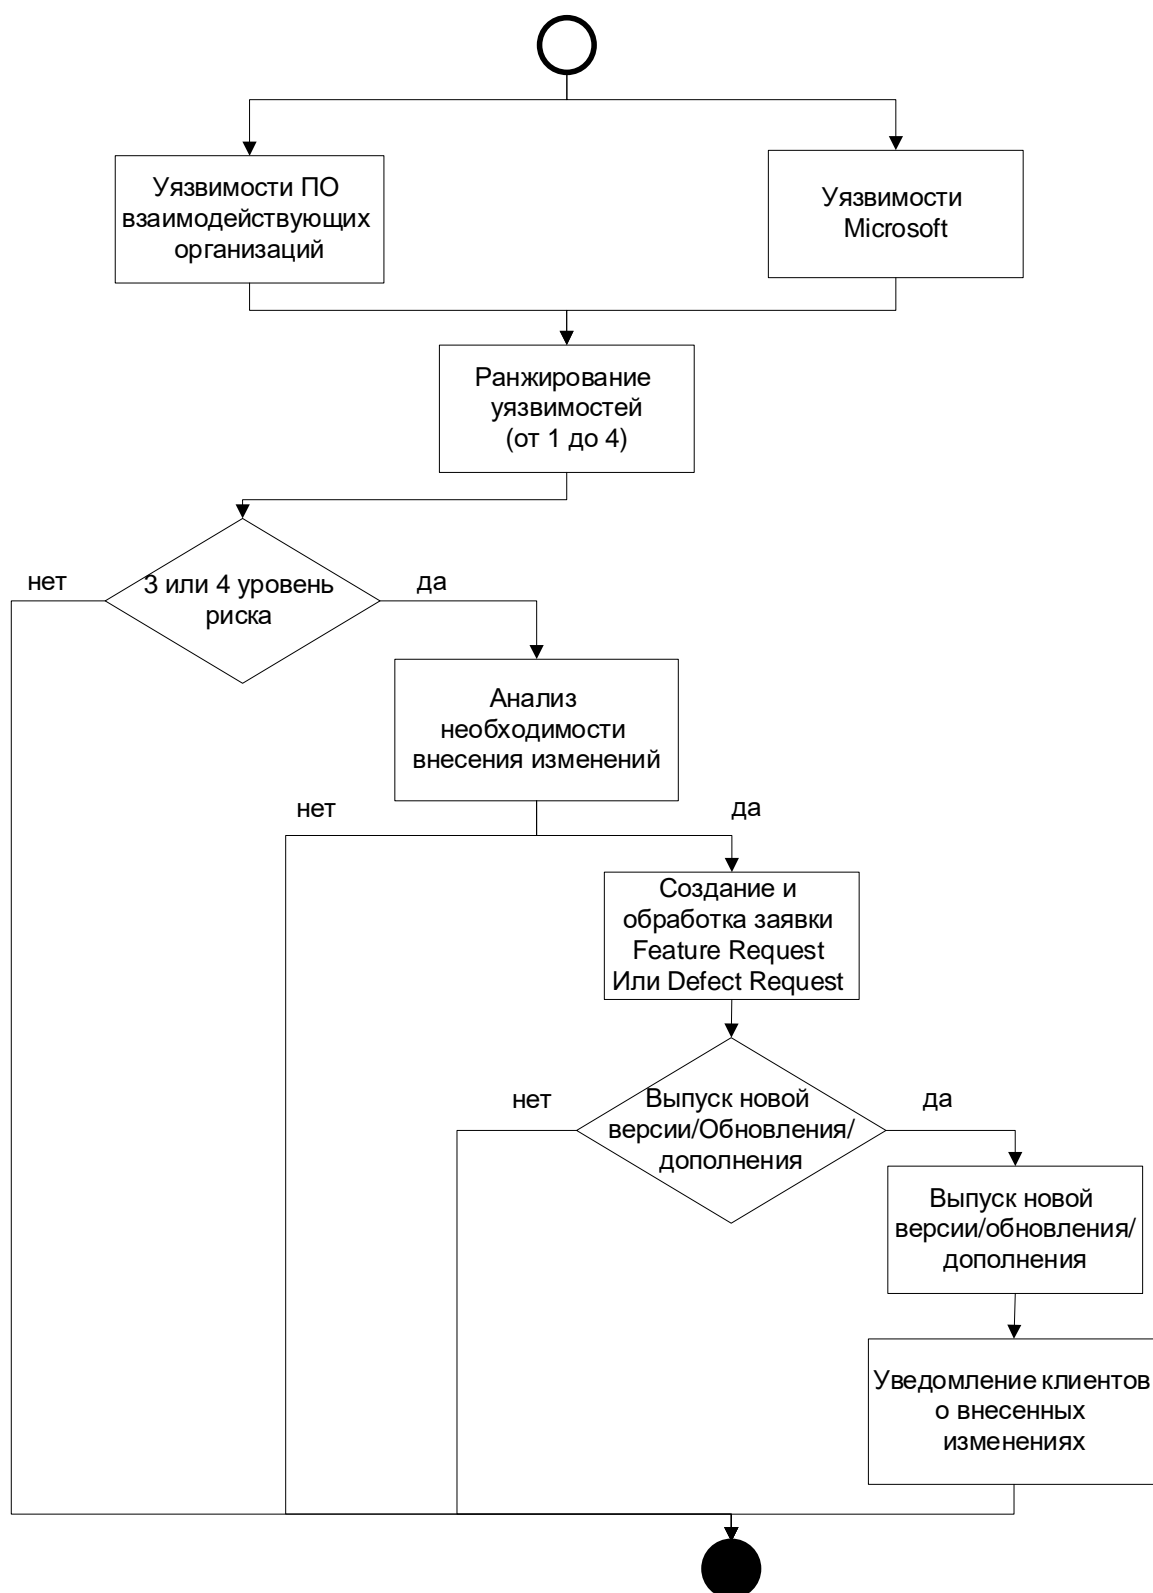 Уязвимости ПО
взаимодействующих
организаций
Уязвимости
Microsoft
Ранжирование
уязвимостей
(от 1 до 4)
нет
3 или 4 уровень
риска
да
Анализ
необходимости
внесения изменений
нет
да
Создание и
обработка заявки
Feature Request
Или Defect Request
нет
Выпуск новой
версии/Обновления/
дополнения
да
Выпуск новой
версии/обновления/
дополнения
Уведомление клиентов
о внесенных
изменениях